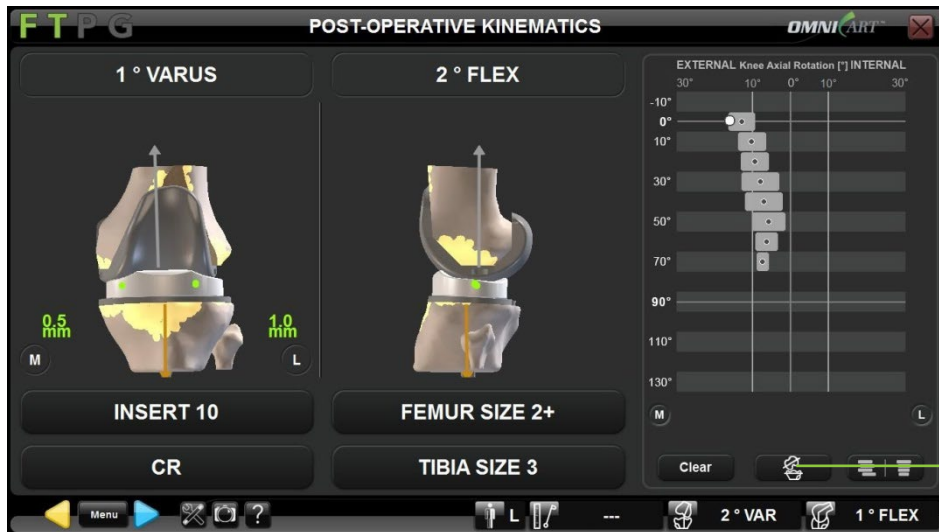 FTPG
POST-OPERATIVE KINEMATICS
OMNI ART™
1 ° VARUS
2 ° FLEX
EXTERNAL Knee Axial Rotation [°] INTERNAL
30° 10° 0° 10° 30°
-10°
0°
10°
30°
50°
70°
90°
110°
130°
0.5
mm
1.0
mm
M
L
M
L
INSERT 10
FEMUR SIZE 2+
CR
TIBIA SIZE 3
Clear
Menu
?
L
---
2 ° VAR
1 ° FLEX